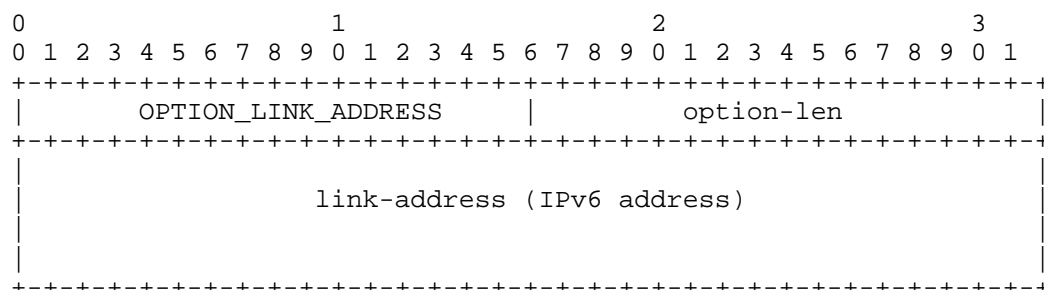 0                   1                   2                   3
0 1 2 3 4 5 6 7 8 9 0 1 2 3 4 5 6 7 8 9 0 1 2 3 4 5 6 7 8 9 0 1
+-+-+-+-+-+-+-+-+-+-+-+-+-+-+-+-+-+-+-+-+-+-+-+-+-+-+-+-+-+-+-+-+
|       OPTION_LINK_ADDRESS     |         option-len            |
+-+-+-+-+-+-+-+-+-+-+-+-+-+-+-+-+-+-+-+-+-+-+-+-+-+-+-+-+-+-+-+-+
|                                                               |
|                  link-address (IPv6 address)                  |
|                                                               |
|                                                               |
+-+-+-+-+-+-+-+-+-+-+-+-+-+-+-+-+-+-+-+-+-+-+-+-+-+-+-+-+-+-+-+-+